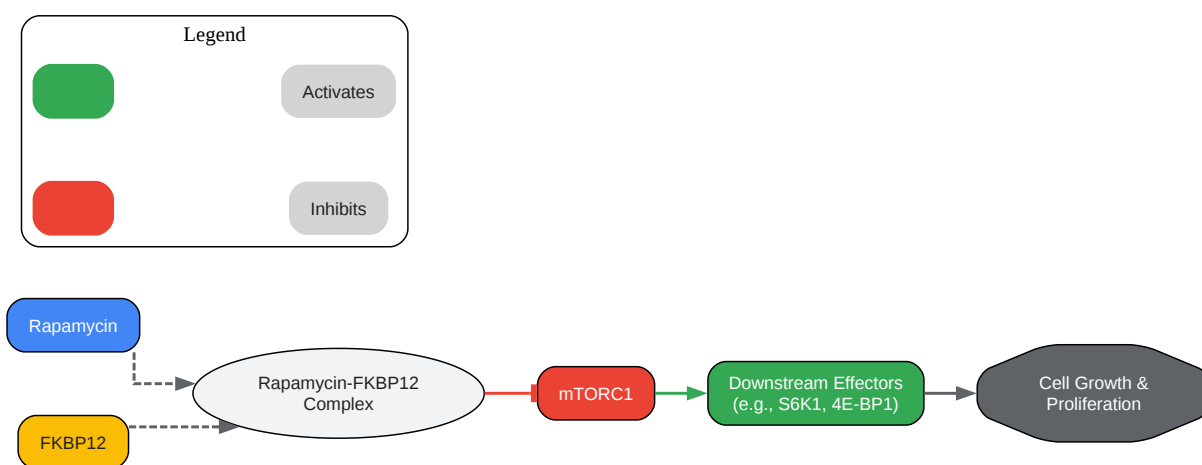 Legend
Activates
Inhibits
Rapamycin
FKBP12
Rapamycin-FKBP12
Complex
mTORC1
Downstream Effectors
(e.g., S6K1, 4E-BP1)
Cell Growth &
Proliferation